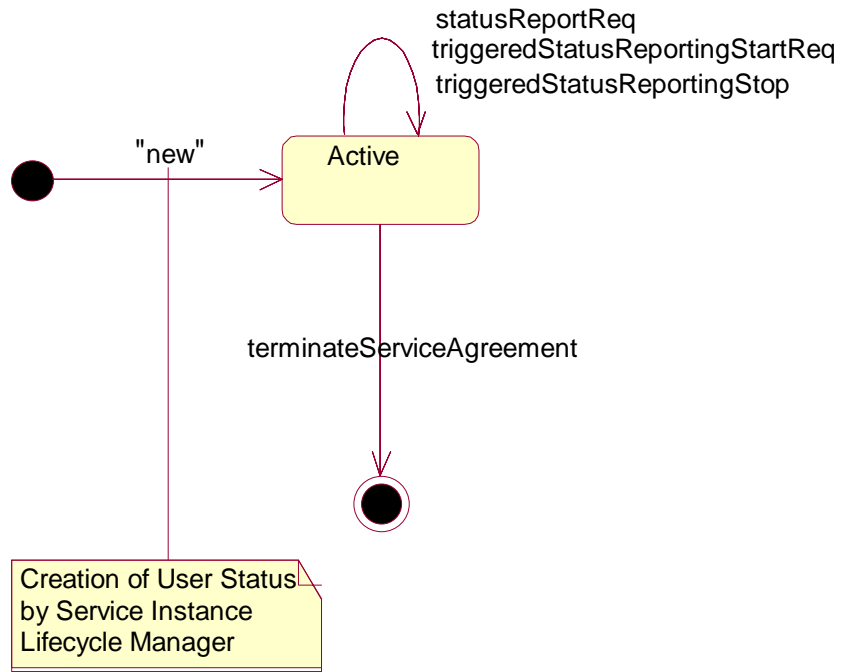 statusReportReq
triggeredStatusReportingStartReq
triggeredStatusReportingStop
"new"
Active
terminateServiceAgreement
Creation of User Status
by Service Instance
Lifecycle Manager